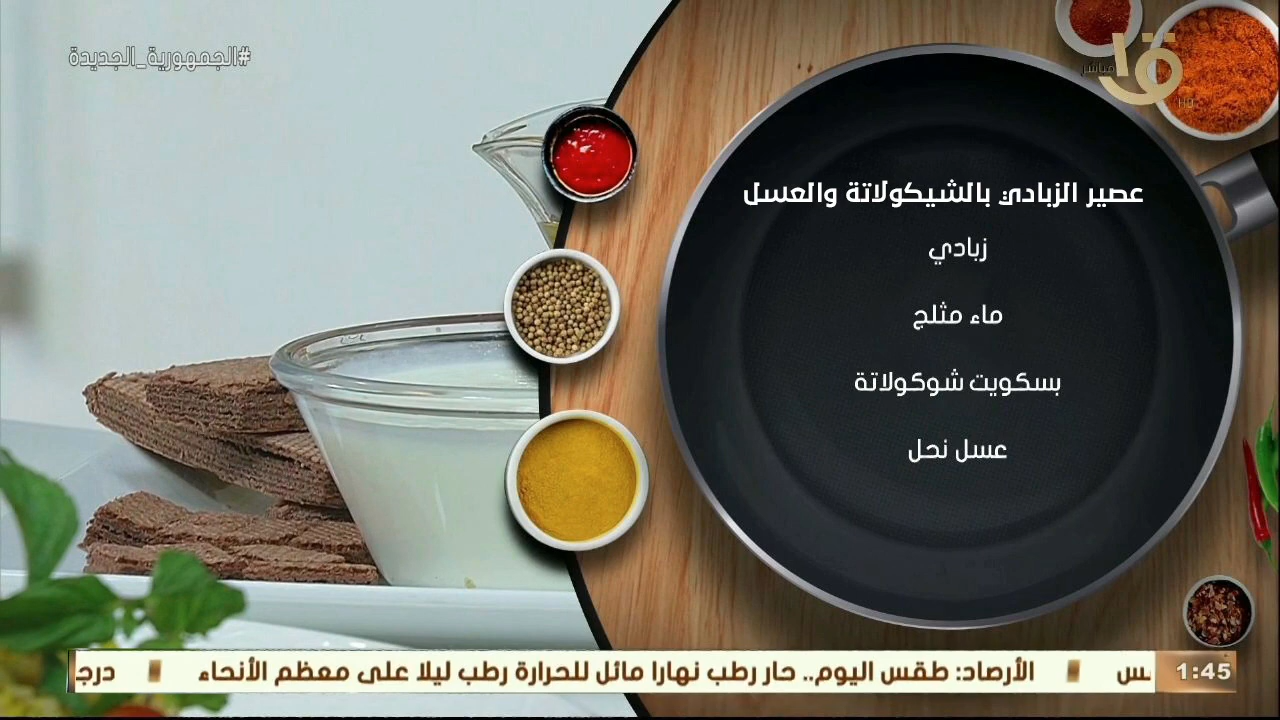 #الجمهورية_الجديدة
مباشر
HD
عصير الزبادي بالشيكولاتة والعسل
زبادي
ماء مثلج
بسكويت شوكولاتة
عسل نحل
1:45
الأرصاد: طقس اليوم.. حار رطب نهارا مائل للحرارة رطب ليلا على معظم الأنحاء